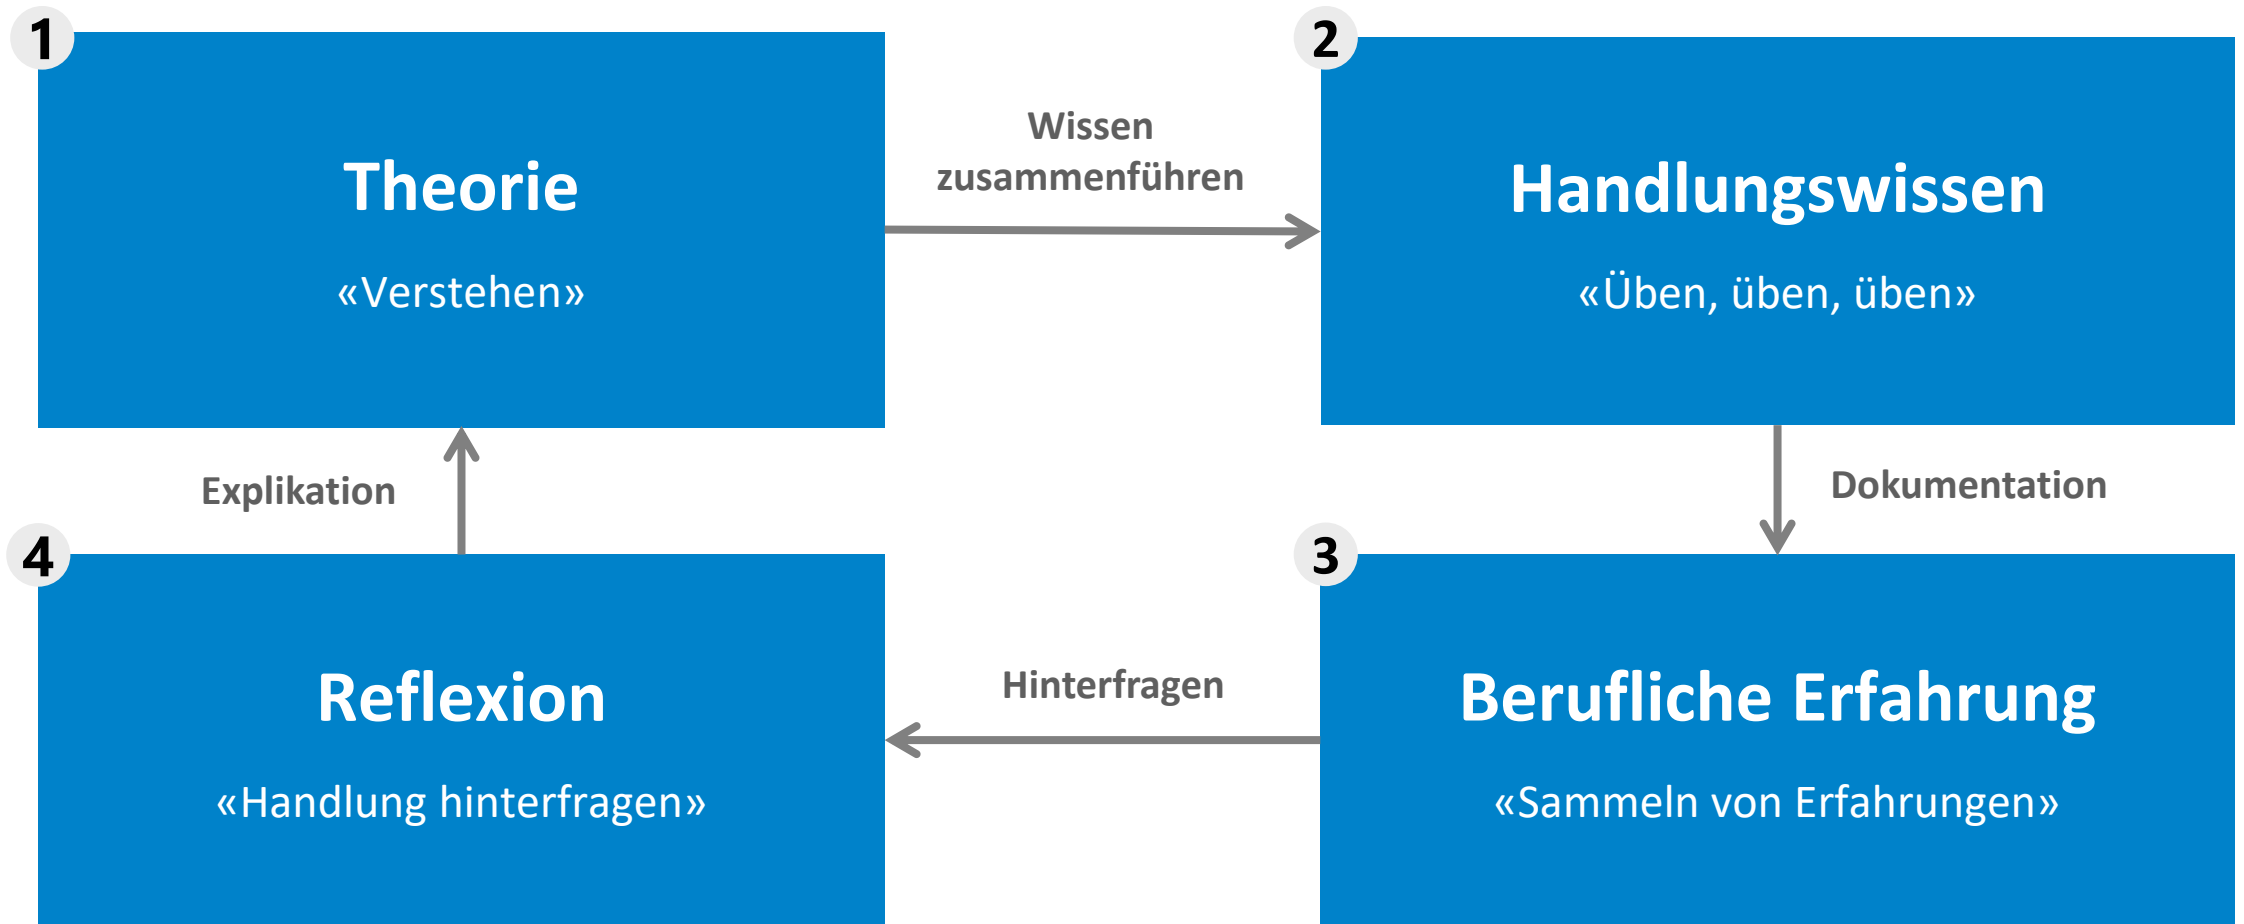 1
Theorie
«Verstehen»
Wissen
zusammenführen
2
Handlungswissen
«Üben, üben, üben»
Explikation
Dokumentation
4
Reflexion
«Handlung hinterfragen»
Hinterfragen
3
Berufliche Erfahrung
«Sammeln von Erfahrungen»